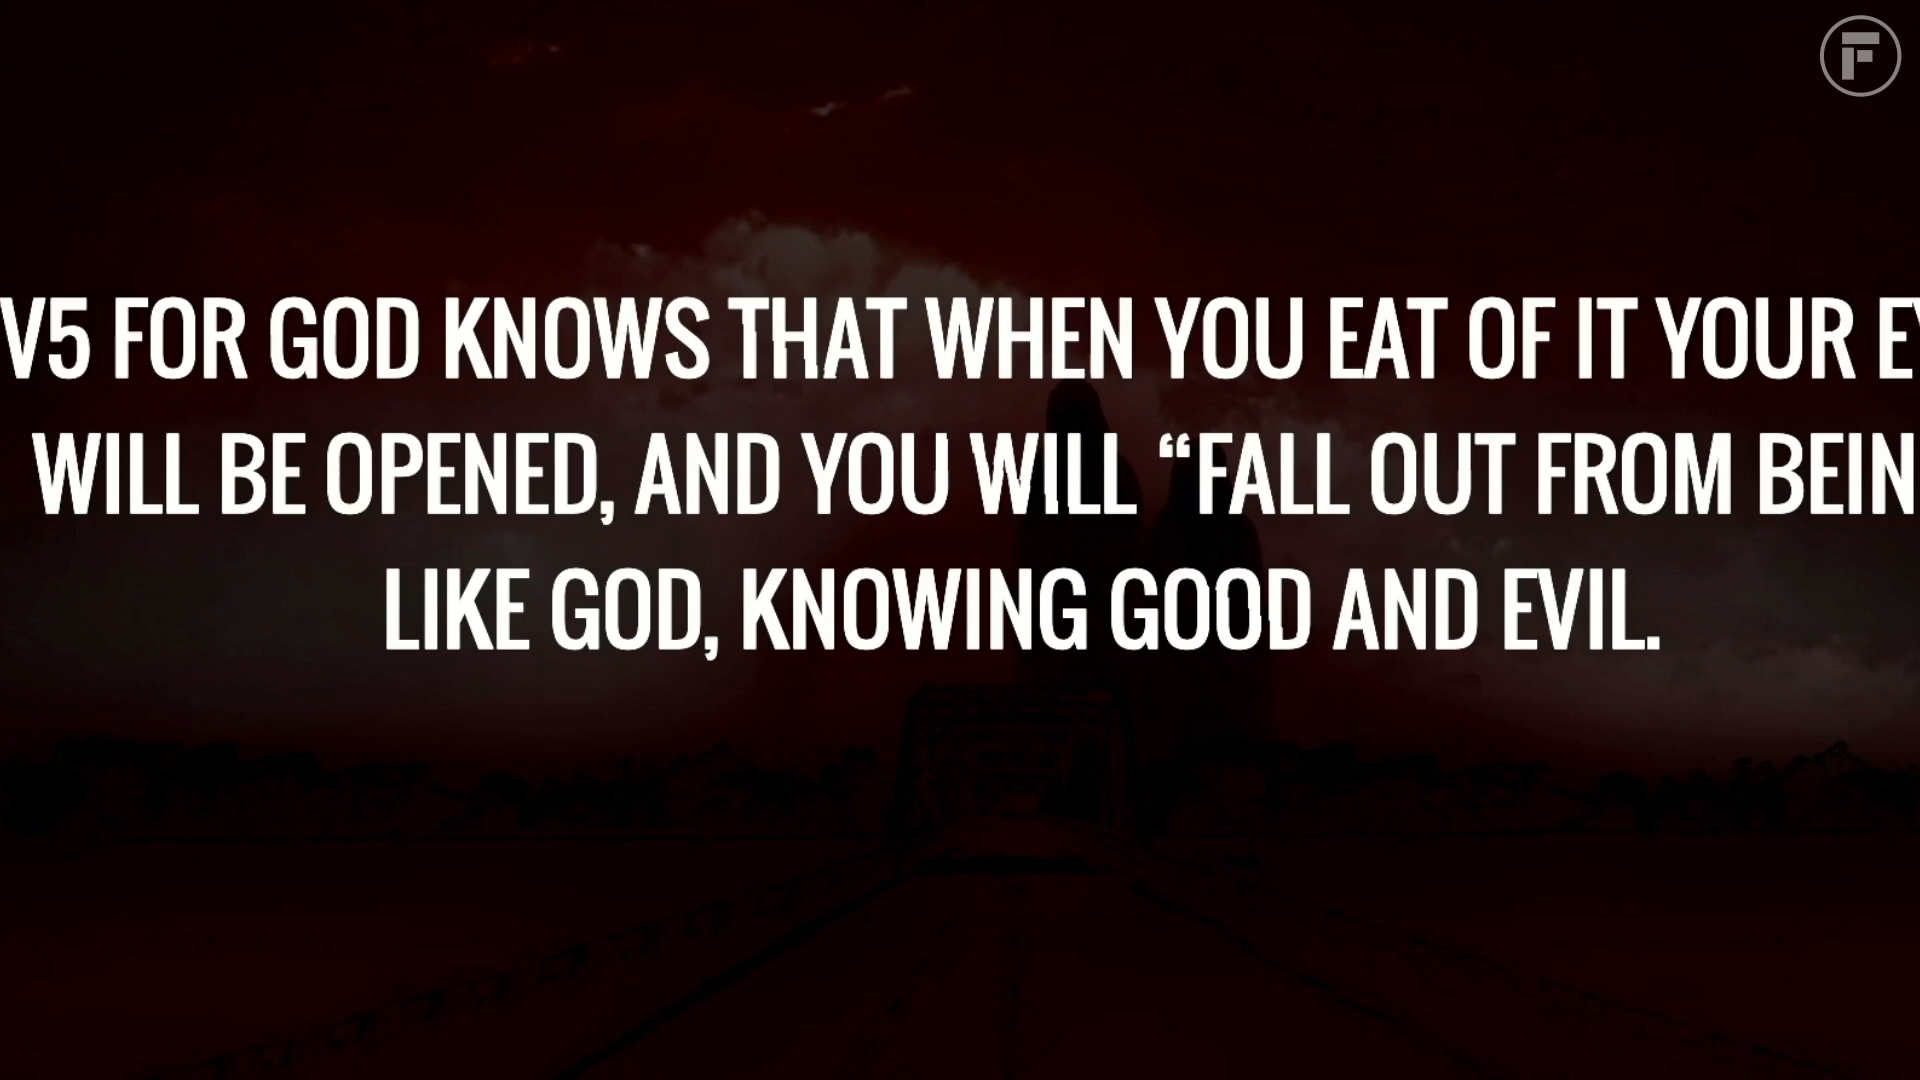 V5 FOR GOD KNOWS THAT WHEN YOU EAT OF IT YOUR
WILL BE OPENED, AND YOU WILL “FALL OUT FROM BEIN
LIKE GOD, KNOWING GOOD AND EVIL.